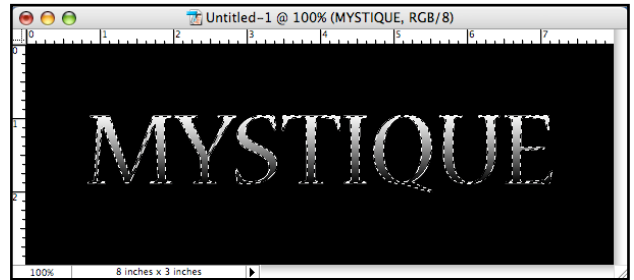 Untitled-1 @ 100% (MYSTIQUE, RGB/8)
0 1 2 3 4 5 6 7
0
1
MYSTIQUE
2
100% 8 inches x 3 inches